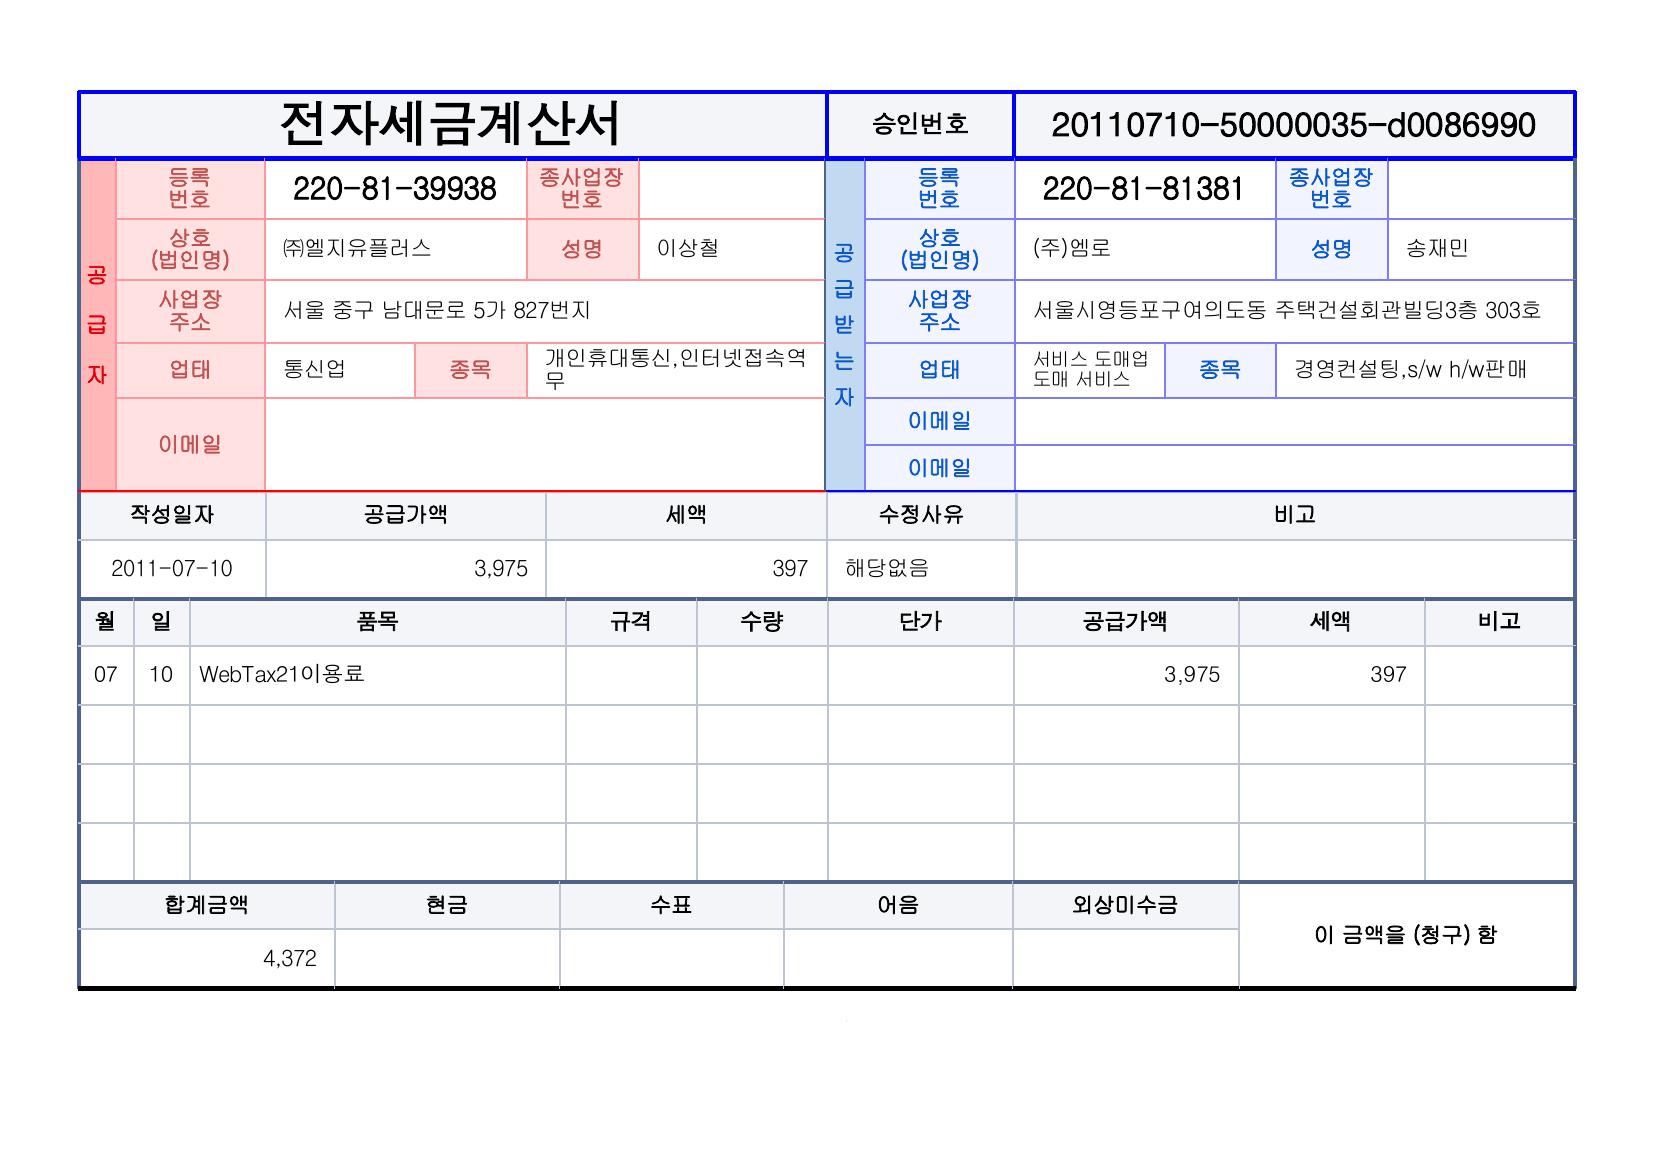 전자세금계산서 승인번호 20110710-50000035-d0086990
공급자
등록번호 220-81-39938 종사업장번호
상호(법인명) ㈜엘지유플러스 성명 이상철
사업장주소 서울 중구 남대문로 5가 827번지
업태 통신업 종목 개인휴대통신,인터넷접속역무
이메일
공급받는자
등록번호 220-81-81381 종사업장번호
상호(법인명) (주)엠로 성명 송재민
사업장주소 서울시영등포구여의도동 주택건설회관빌딩3층 303호
업태 서비스 도매업 도매 서비스 종목 경영컨설팅,s/w h/w판매
이메일
이메일
작성일자 공급가액 세액 수정사유 비고
2011-07-10 3,975 397 해당없음
월 일 품목 규격 수량 단가 공급가액 세액 비고
07 10 WebTax21이용료 3,975 397
합계금액 현금 수표 어음 외상미수금
4,372
이 금액을 (청구) 함